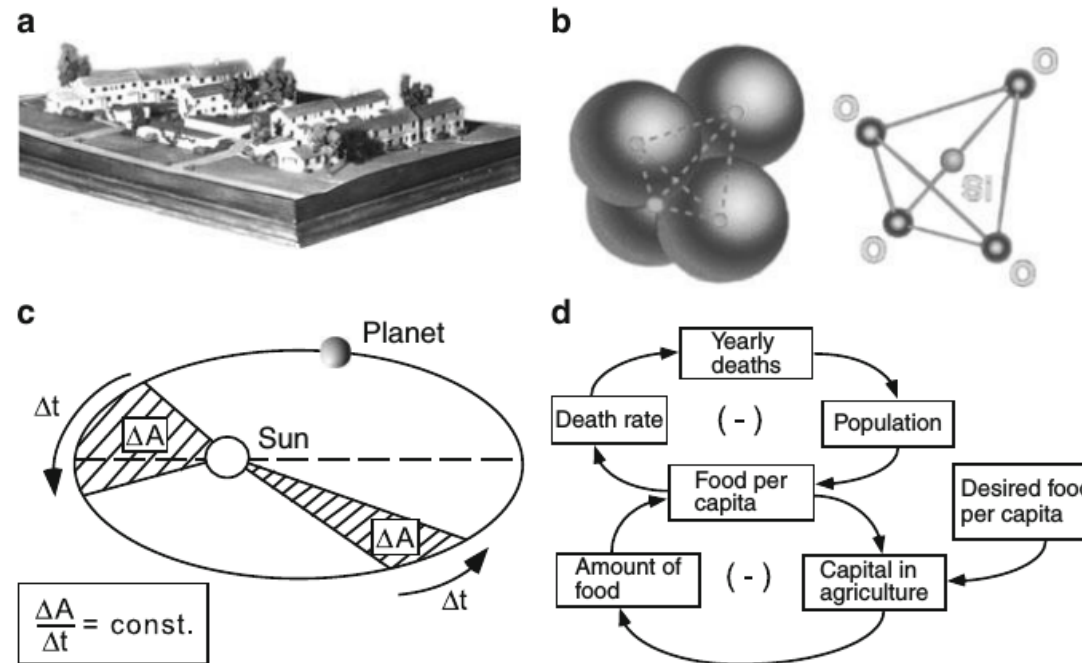 a
b
O
O
Si
O
O
c
Planet
Δt
ΔA
Sun
ΔA
Δt
ΔA
Δt
= const.
d
Yearly
deaths
Death rate
(-)
Population
Food per
capita
Desired food
per capita
Amount of
food
(-)
Capital in
agriculture